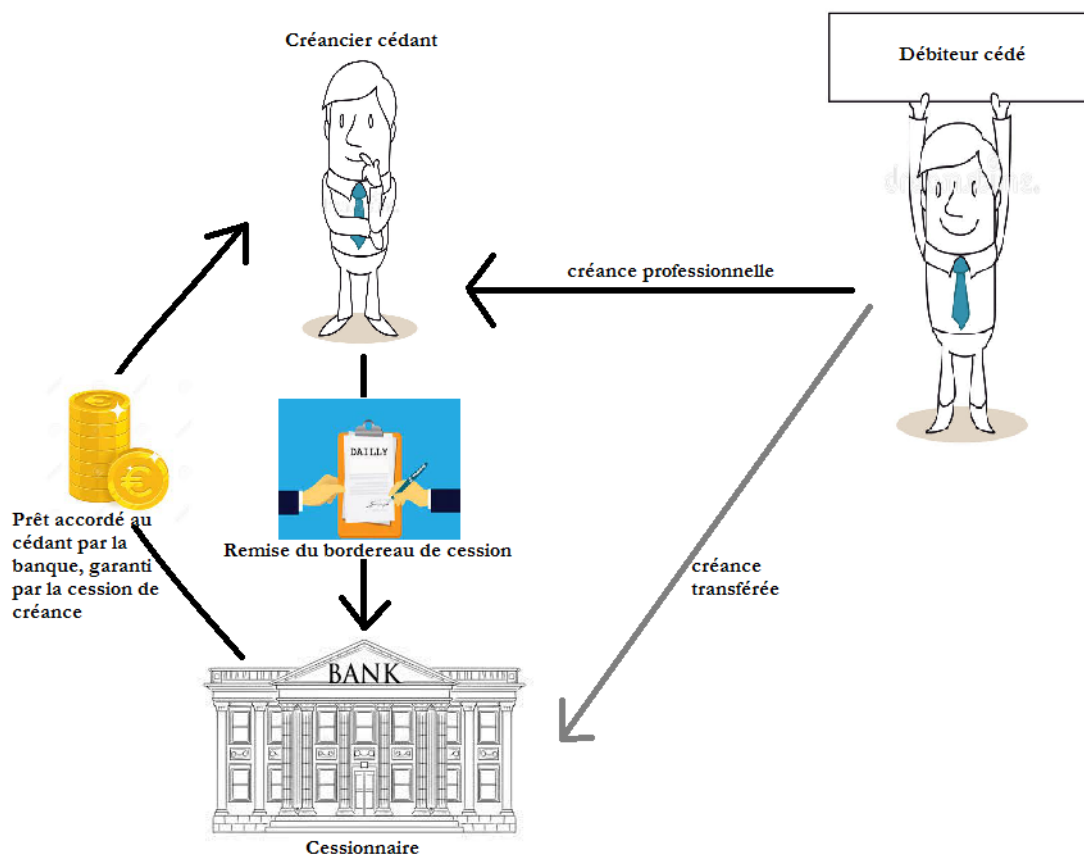 Créancier cédant
Débiteur cédé
créance professionnelle
DAILLY
Prêt accordé au
cédant par la
banque, garanti
par la cession de
créance
Remise du bordereau de cession
créance
transférée
BANK
Cessionnaire